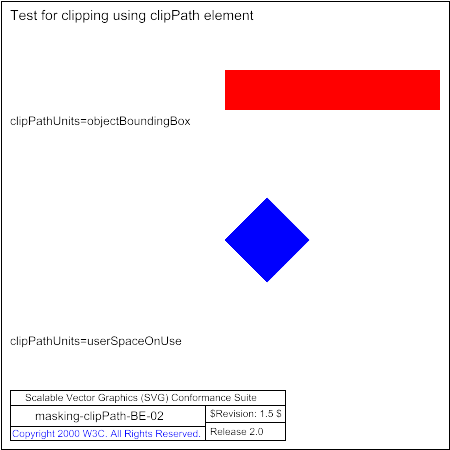 Test for clipping using clipPath element
clipPathUnits=objectBoundingBox
clipPathUnits=userSpaceOnUse
Scalable Vector Graphics (SVG) Conformance Suite
masking-clipPath-BE-02
$Revision: 1.5 $
Copyright 2000 W3C. All Rights Reserved.
Release 2.0